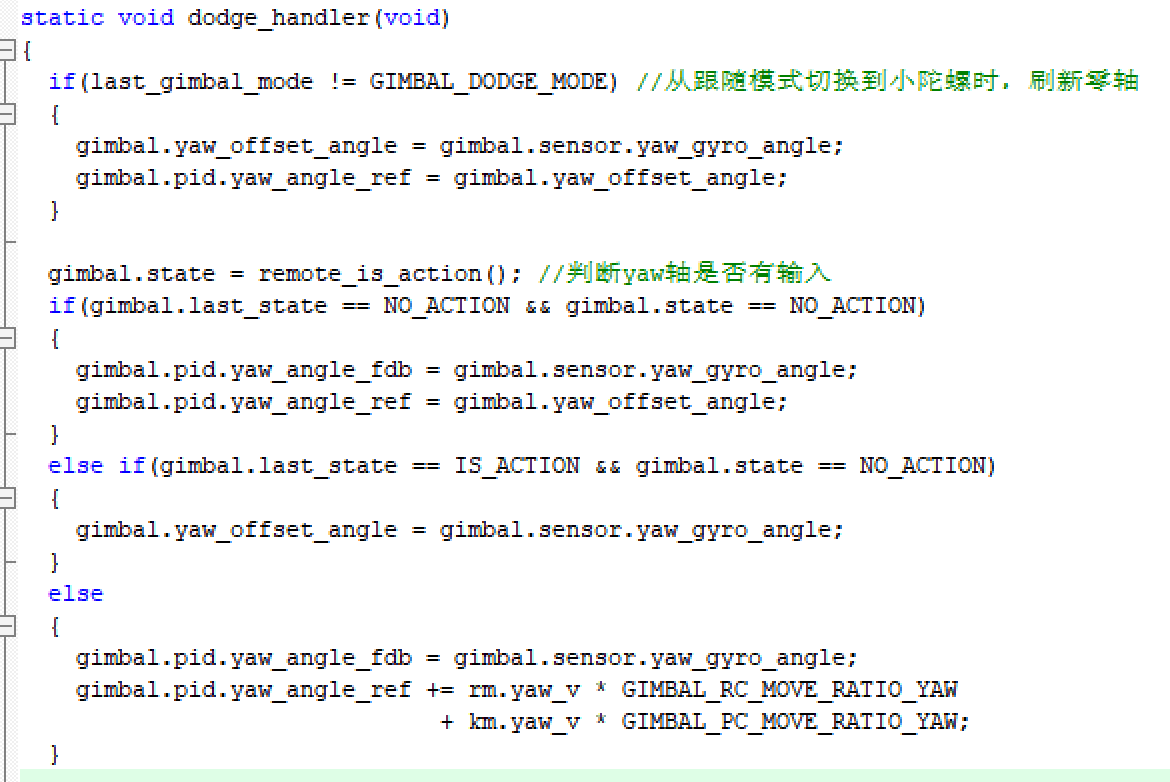 static void dodge_handler(void)
{
  if(last_gimbal_mode != GIMBAL_DODGE_MODE) //从跟随模式切换到小陀螺时，刷新零轴
  {
    gimbal.yaw_offset_angle = gimbal.sensor.yaw_gyro_angle;
    gimbal.pid.yaw_angle_ref = gimbal.yaw_offset_angle;
  }
  gimbal.state = remote_is_action(); //判断yaw轴是否有输入
  if(gimbal.last_state == NO_ACTION && gimbal.state == NO_ACTION)
  {
    gimbal.pid.yaw_angle_fdb = gimbal.sensor.yaw_gyro_angle;
    gimbal.pid.yaw_angle_ref = gimbal.yaw_offset_angle;
  }
  else if(gimbal.last_state == IS_ACTION && gimbal.state == NO_ACTION)
  {
    gimbal.yaw_offset_angle = gimbal.sensor.yaw_gyro_angle;
  }
  else
  {
    gimbal.pid.yaw_angle_fdb = gimbal.sensor.yaw_gyro_angle;
    gimbal.pid.yaw_angle_ref += rm.yaw_v * GIMBAL_RC_MOVE_RATIO_YAW
                              + km.yaw_v * GIMBAL_PC_MOVE_RATIO_YAW;
  }